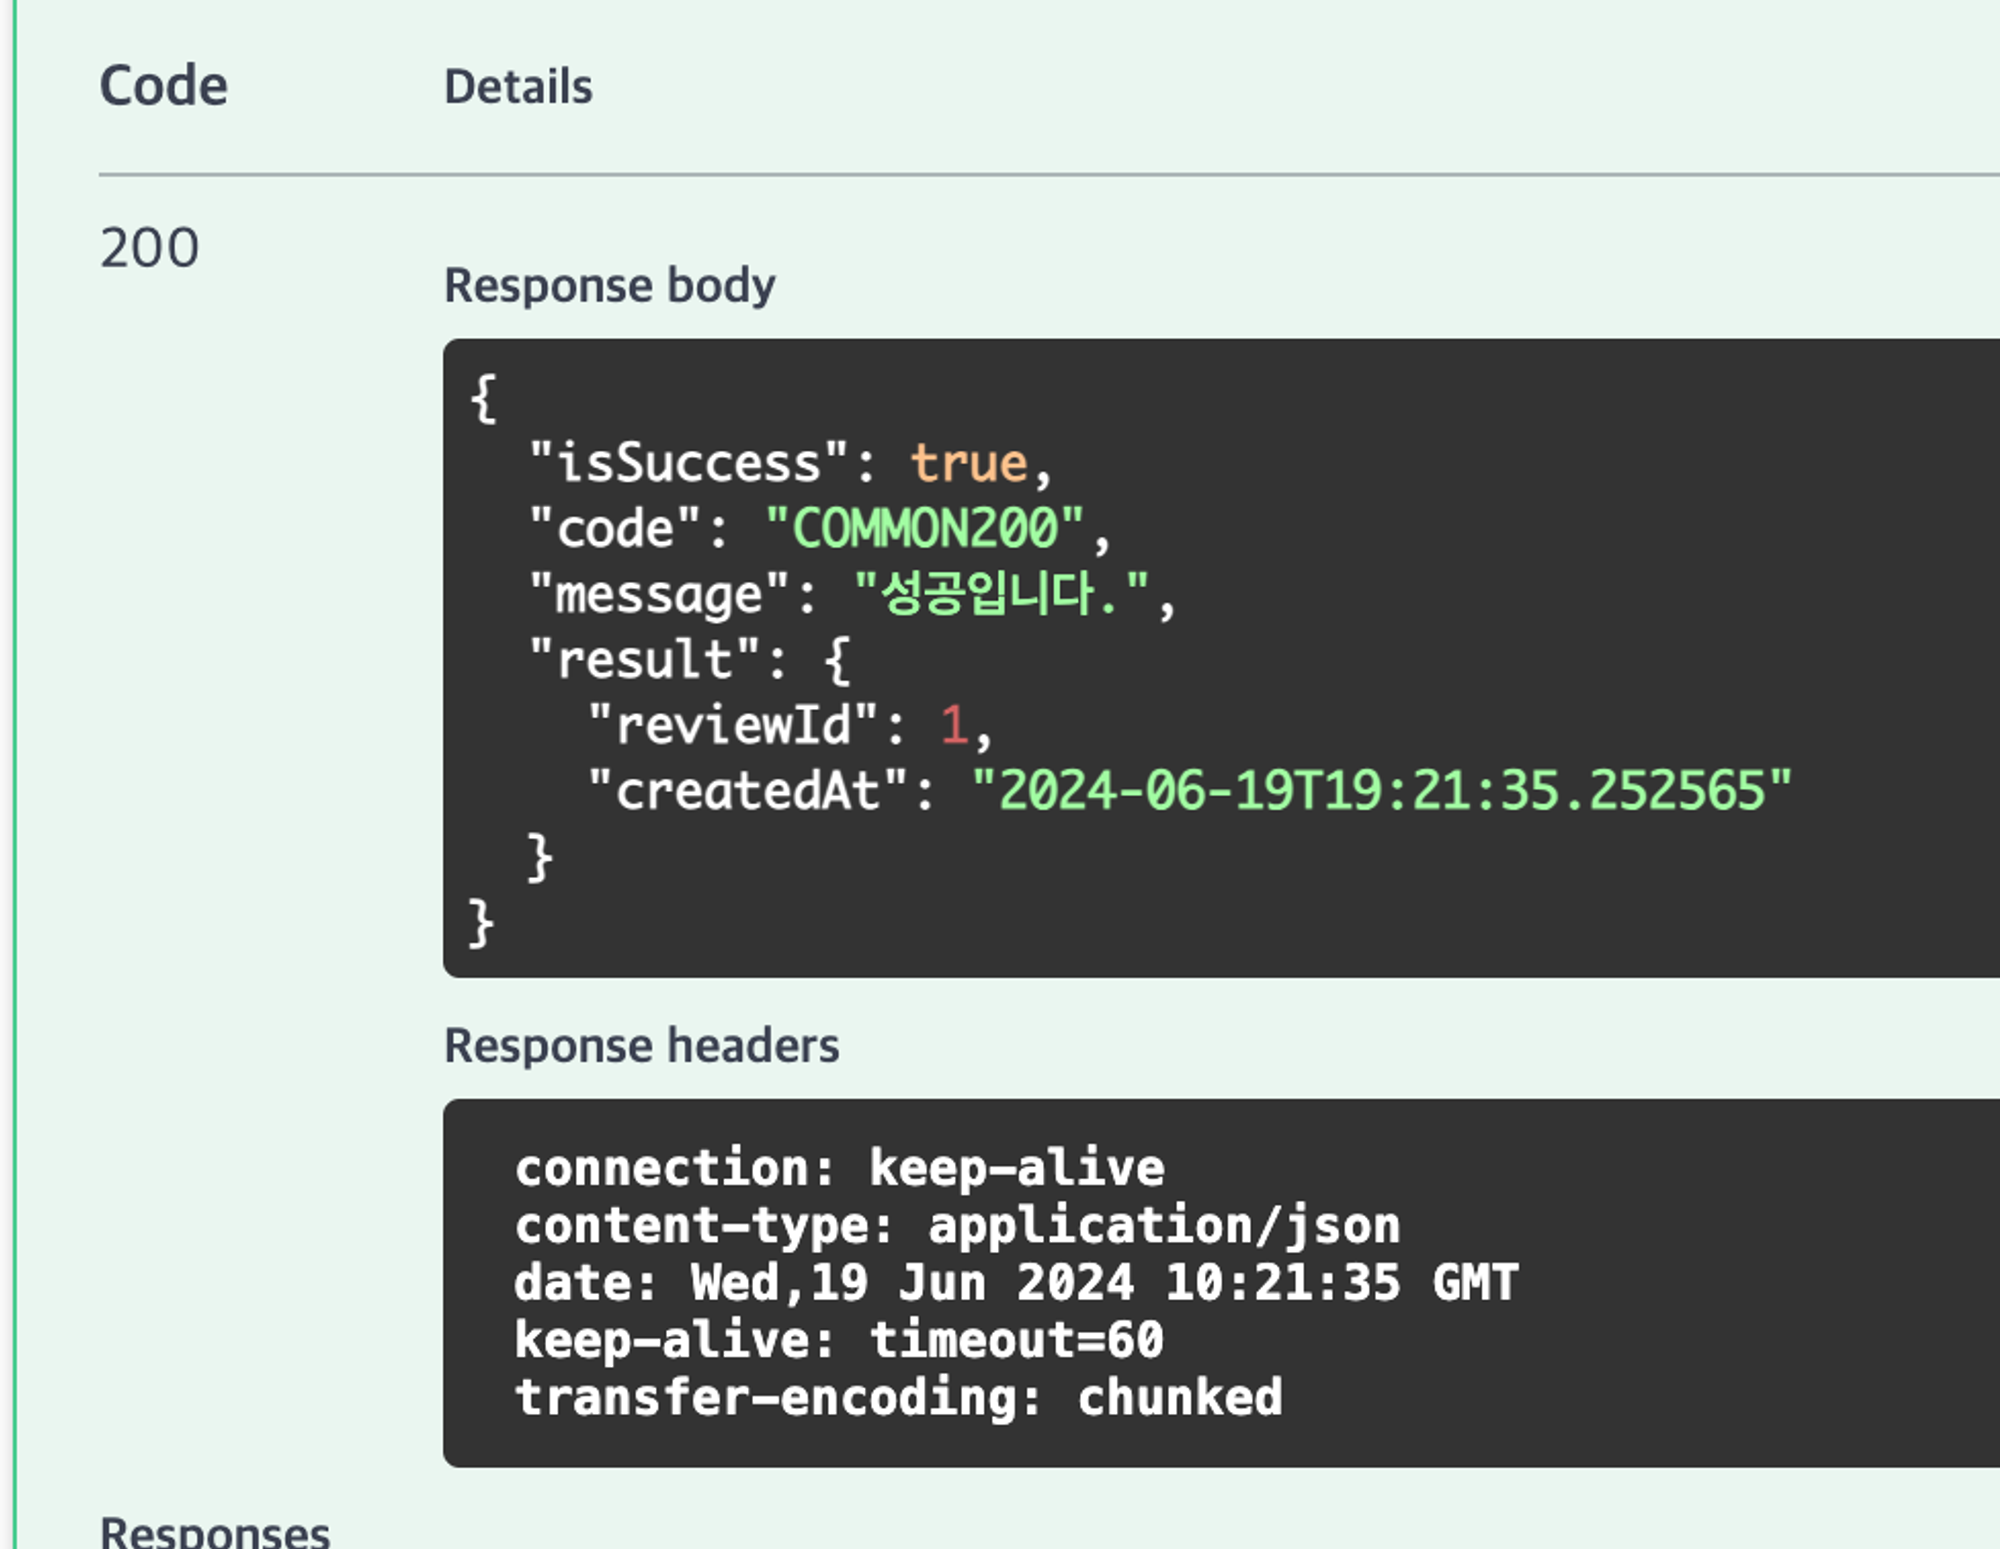 Code Details
200
Response body
{
  "isSuccess": true,
  "code": "COMMON200",
  "message": "성공입니다.",
  "result": {
    "reviewId": 1,
    "createdAt": "2024-06-19T19:21:35.252565"
  }
}
Response headers
connection: keep-alive
content-type: application/json
date: Wed,19 Jun 2024 10:21:35 GMT
keep-alive: timeout=60
transfer-encoding: chunked
Responses